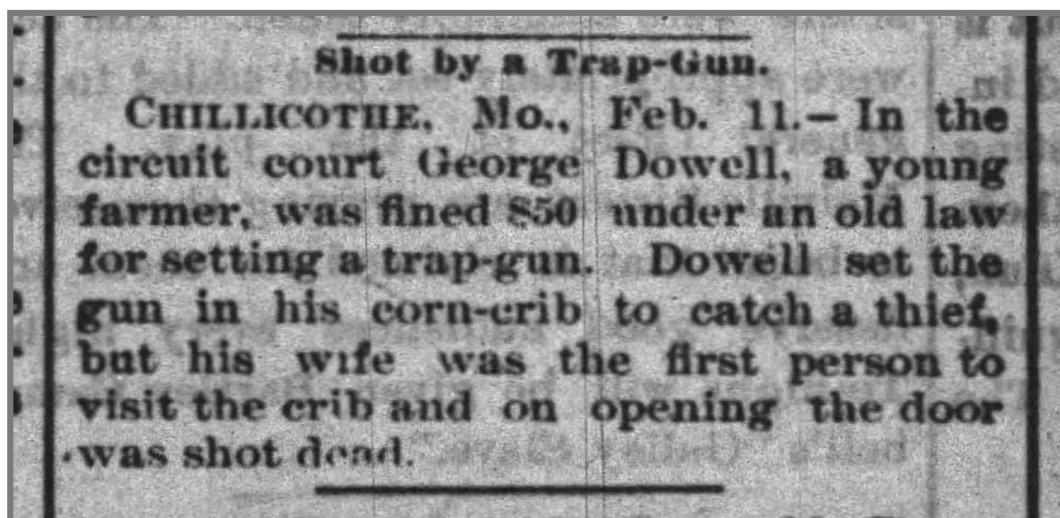 Shot by a Trap-Gun.
CHILLICOTHE, Mo., Feb. 11.— In the
circuit court George Dowell, a young
farmer, was fined $50 under an old law
for setting a trap-gun. Dowell set the
gun in his corn-crib to catch a thief,
but his wife was the first person to
visit the crib and on opening the door
was shot dead.